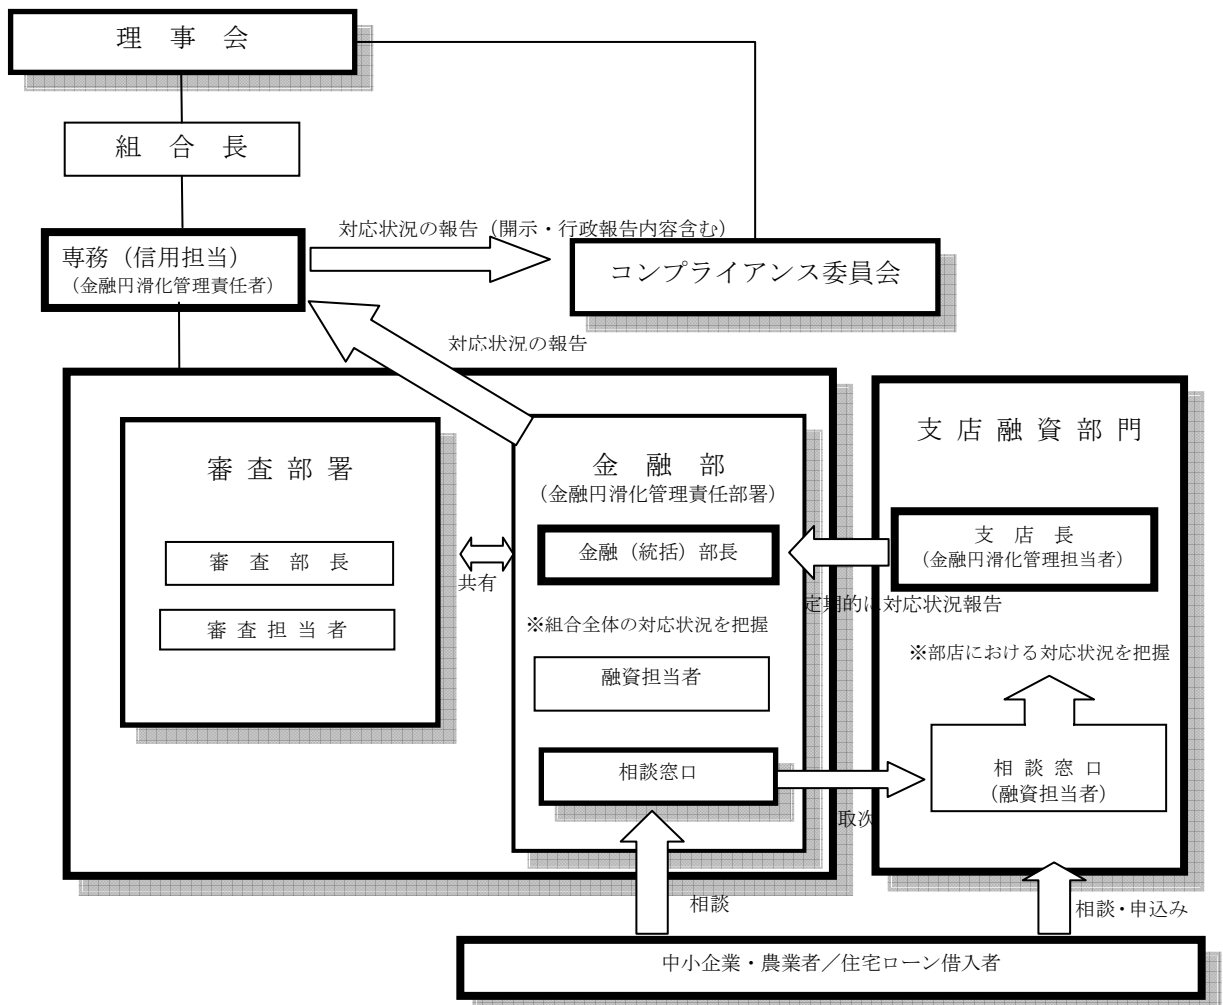 理事会
組合長
対応状況の報告（開示・行政報告内容含む）
専務（信用担当）
（金融円滑化管理責任者）
コンプライアンス委員会
対応状況の報告
審査部署
審査部長
審査担当者
共有
金融部
（金融円滑化管理責任部署）
金融（統括）部長
※組合全体の対応状況を把握
融資担当者
相談窓口
支店融資部門
支店長
（金融円滑化管理担当者）
定期的に対応状況報告
※部店における対応状況を把握
相談窓口
（融資担当者）
取次
相談
相談・申込み
中小企業・農業者／住宅ローン借入者